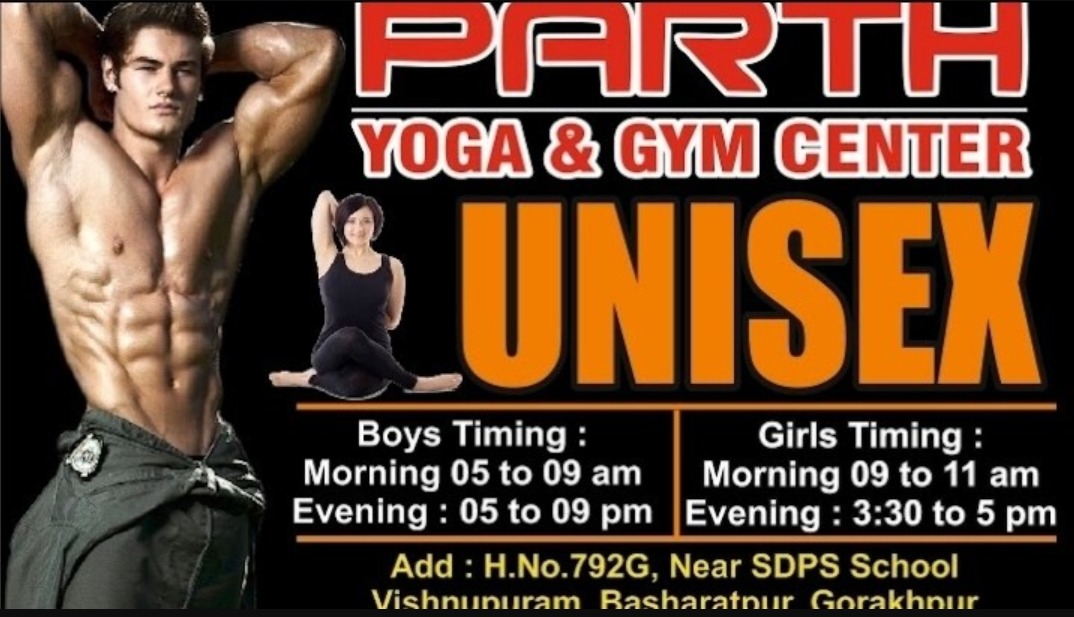 PARTH
YOGA & GYM CENTER
UNISEX
Boys Timing :
Morning 05 to 09 am
Evening : 05 to 09 pm
Girls Timing :
Morning 09 to 11 am
Evening : 3:30 to 5 pm
Add : H.No.792G, Near SDPS School
Vishnupuram, Basharatpur, Gorakhpur